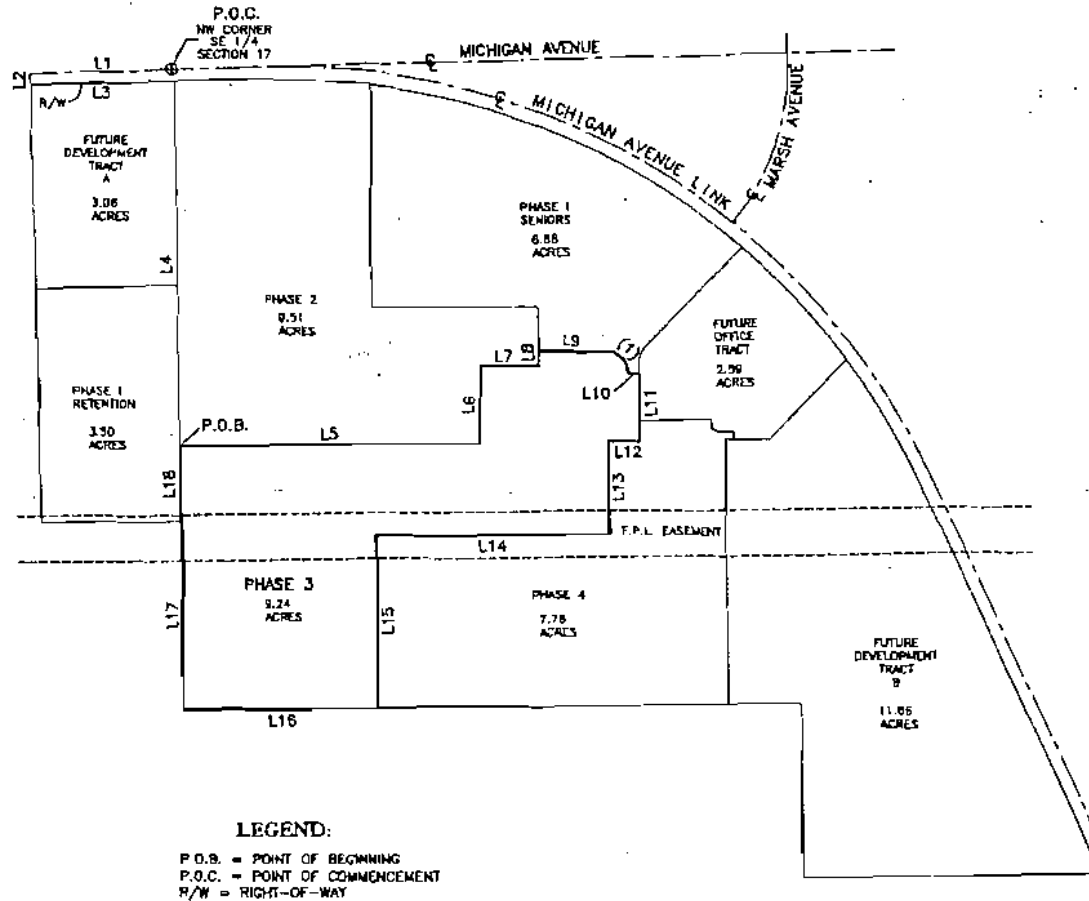 P.O.C.
NW CORNER
SE 1/4
SECTION 17
MICHIGAN AVENUE
L1
L2
L3
R/W
MICHIGAN AVENUE LINK
MARSH AVENUE
FUTURE
DEVELOPMENT
TRACT
A
3.06
ACRES
PHASE I
SENIORS
6.88
ACRES
L4
PHASE 2
9.51
ACRES
FUTURE
OFFICE
TRACT
2.59
ACRES
L8
L9
(1)
L7
L10
PHASE I
RETENTION
3.30
ACRES
L6
L11
P.O.B.
L5
L12
L18
L13
F.P.L. EASEMENT
L14
PHASE 3
9.24
ACRES
L17
L15
PHASE 4
7.78
ACRES
FUTURE
DEVELOPMENT
TRACT
B
ACRES
L16
LEGEND:
P.O.B. = POINT OF BEGINNING
P.O.C. = POINT OF COMMENCEMENT
R/W = RIGHT-OF-WAY